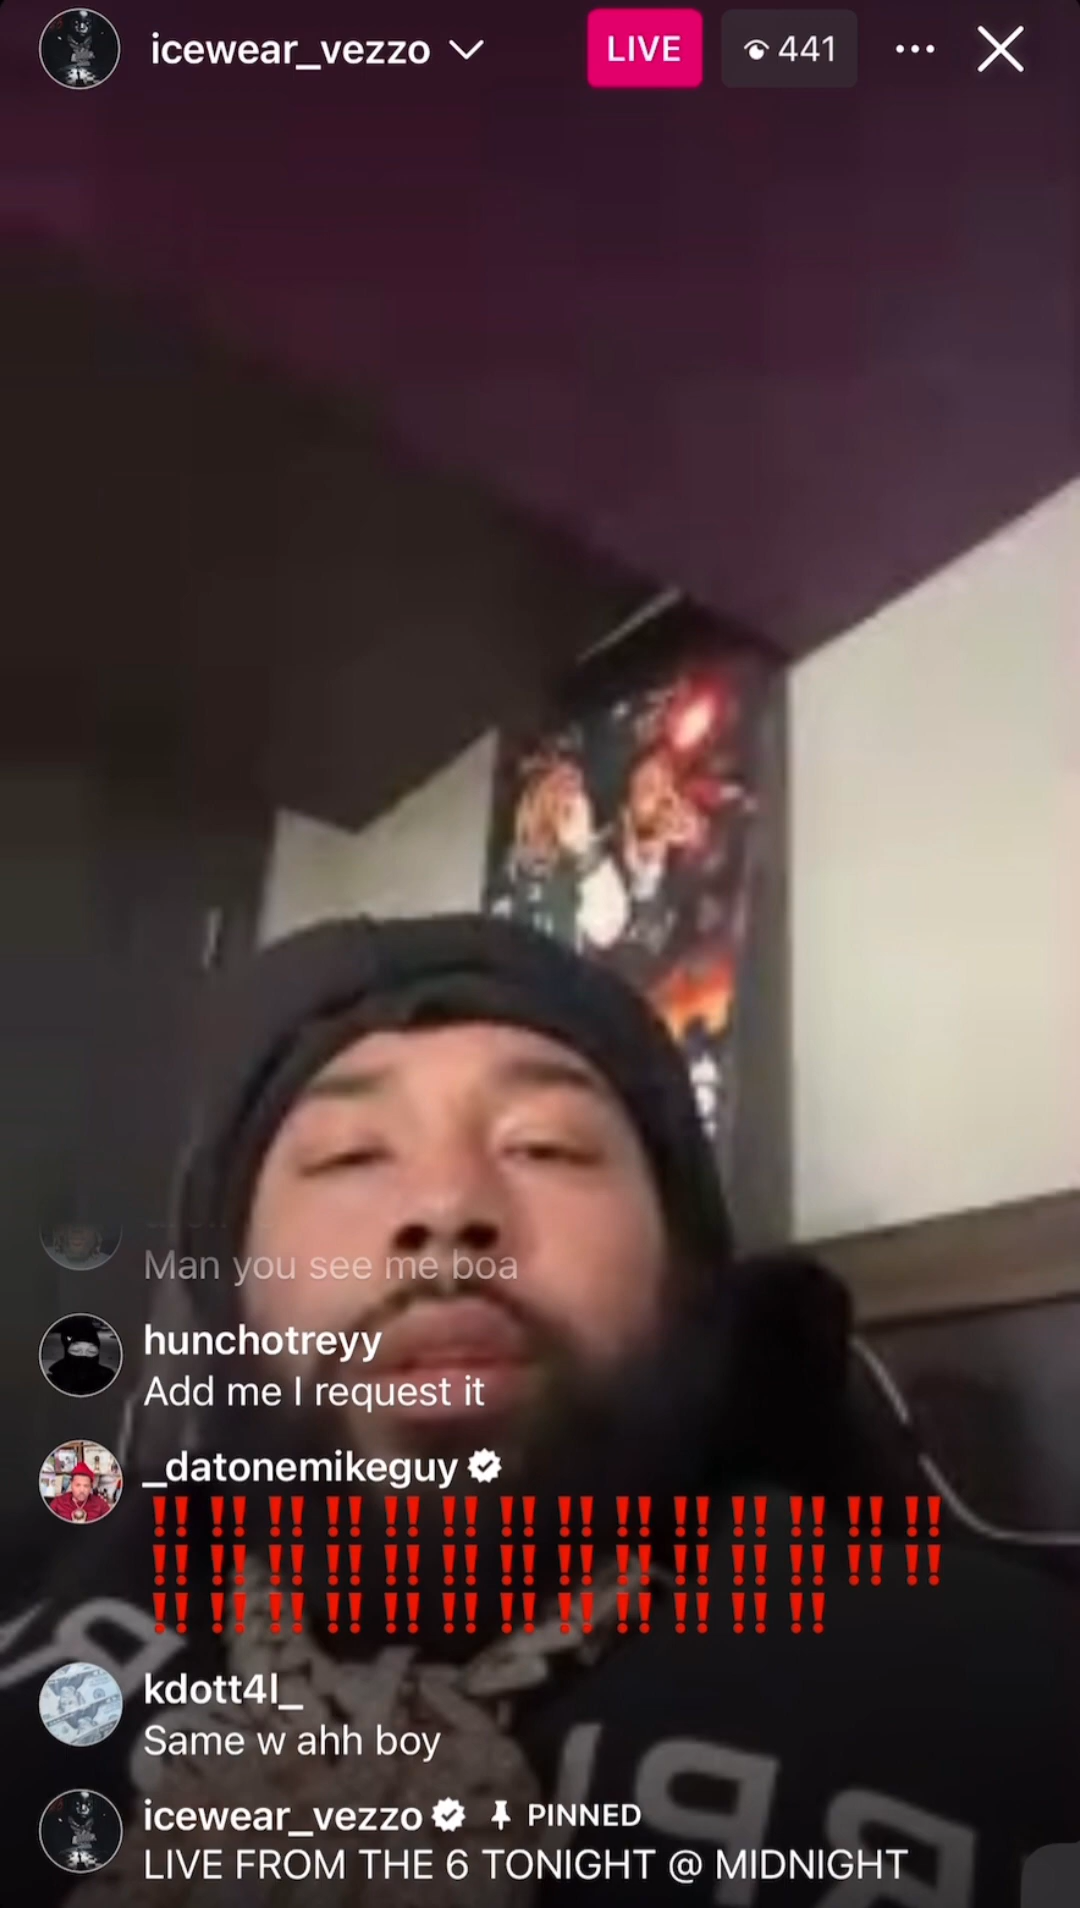 icewear_vezzo
LIVE
441
Man you see me boa
hunchotreyy
Add me I request it
_datonemikeguy
‼️‼️‼️‼️‼️‼️‼️‼️‼️‼️‼️‼️‼️‼️
‼️‼️‼️‼️‼️‼️‼️‼️‼️‼️‼️‼️‼️‼️
‼️‼️‼️‼️‼️‼️‼️‼️‼️‼️‼️‼️
kdott4l_
Same w ahh boy
icewear_vezzo PINNED
LIVE FROM THE 6 TONIGHT @ MIDNIGHT